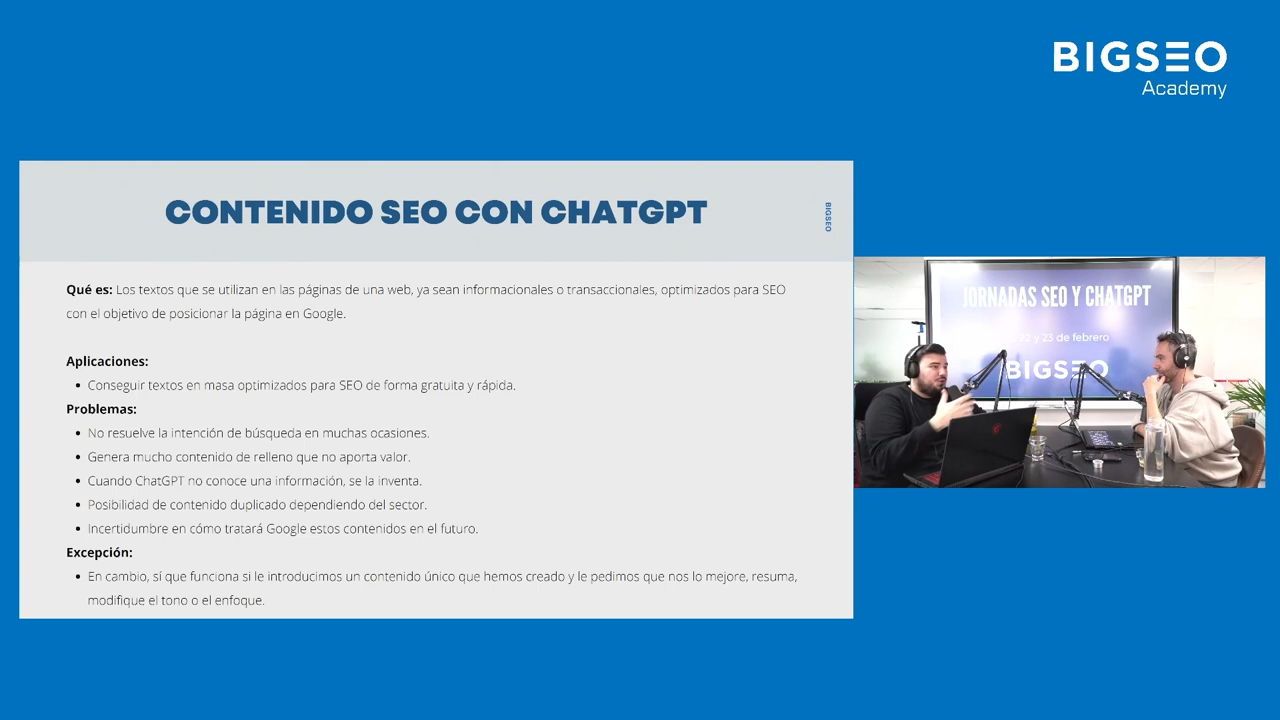 BIGSEO
Academy
CONTENIDO SEO CON CHATGPT
BIGSEO
Qué es: Los textos que se utilizan en las páginas de una web, ya sean informacionales o transaccionales, optimizados para SEO
con el objetivo de posicionar la página en Google.
Aplicaciones:
• Conseguir textos en masa optimizados para SEO de forma gratuita y rápida.
Problemas:
• No resuelve la intención de búsqueda en muchas ocasiones.
• Genera mucho contenido de relleno que no aporta valor.
• Cuando ChatGPT no conoce una información, se la inventa.
• Posibilidad de contenido duplicado dependiendo del sector.
• Incertidumbre en cómo tratará Google estos contenidos en el futuro.
Excepción:
• En cambio, sí que funciona si le introducimos un contenido único que hemos creado y le pedimos que nos lo mejore, resuma,
modifique el tono o el enfoque.
JORNADAS SEO Y CHATGPT
22 y 23 de febrero
BIGSEO